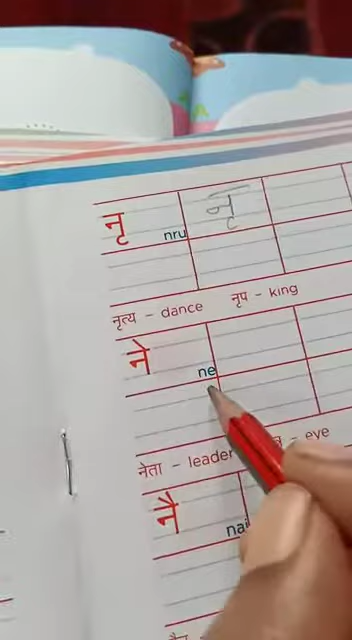 नृ nru नृ
नृत्य – dance नृप – king
ने ne
नेता – leader – eye
नै nai